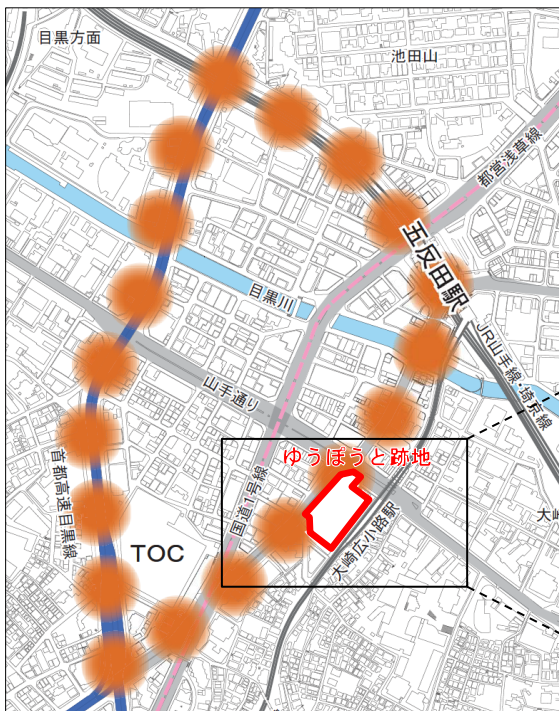 目黒方面
池田山
都営浅草線
五反田駅
目黒川
JR山手線・埼京線
山手通り
ゆうぽうと跡地
国道1号線
大崎広小路駅
首都高速目黒線
TOC
大崎